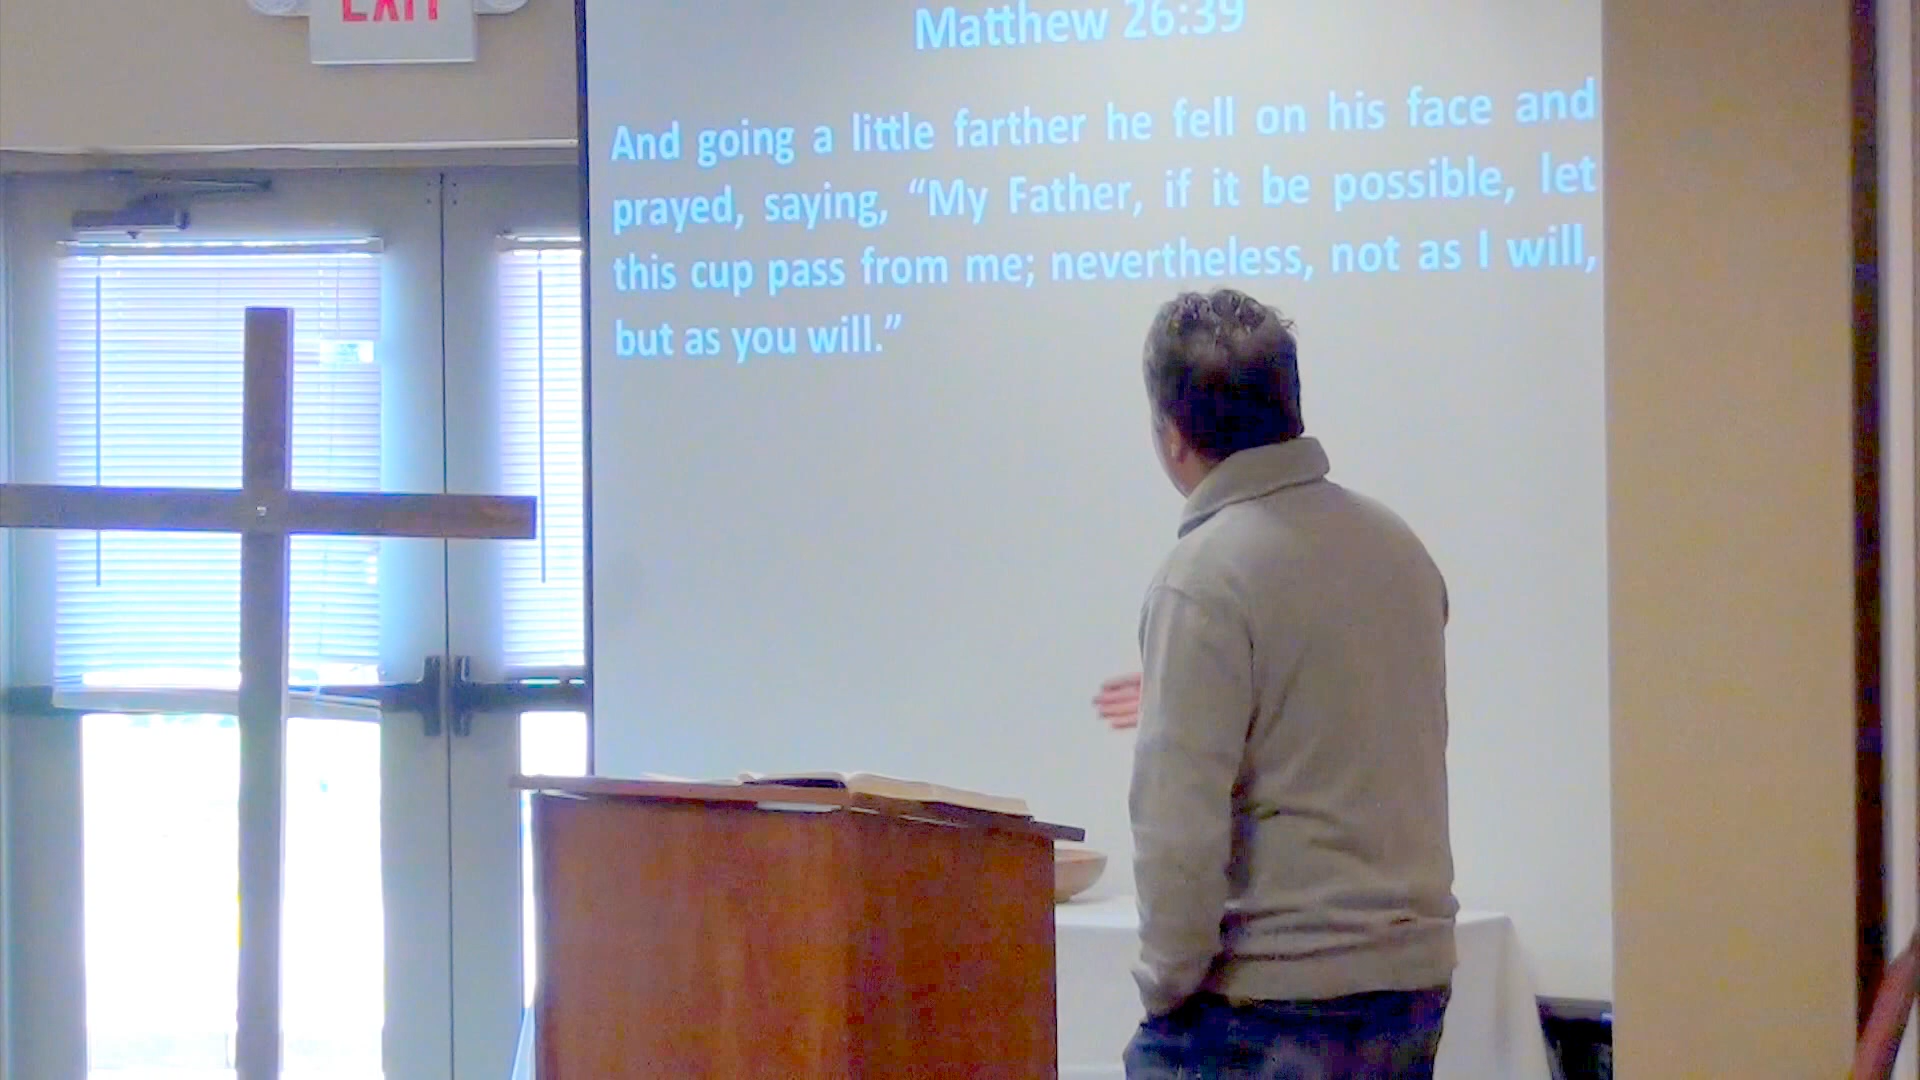 EXIT
Matthew 26:39
And going a little farther he fell on his face and
prayed, saying, “My Father, if it be possible, let
this cup pass from me; nevertheless, not as I will,
but as you will.”